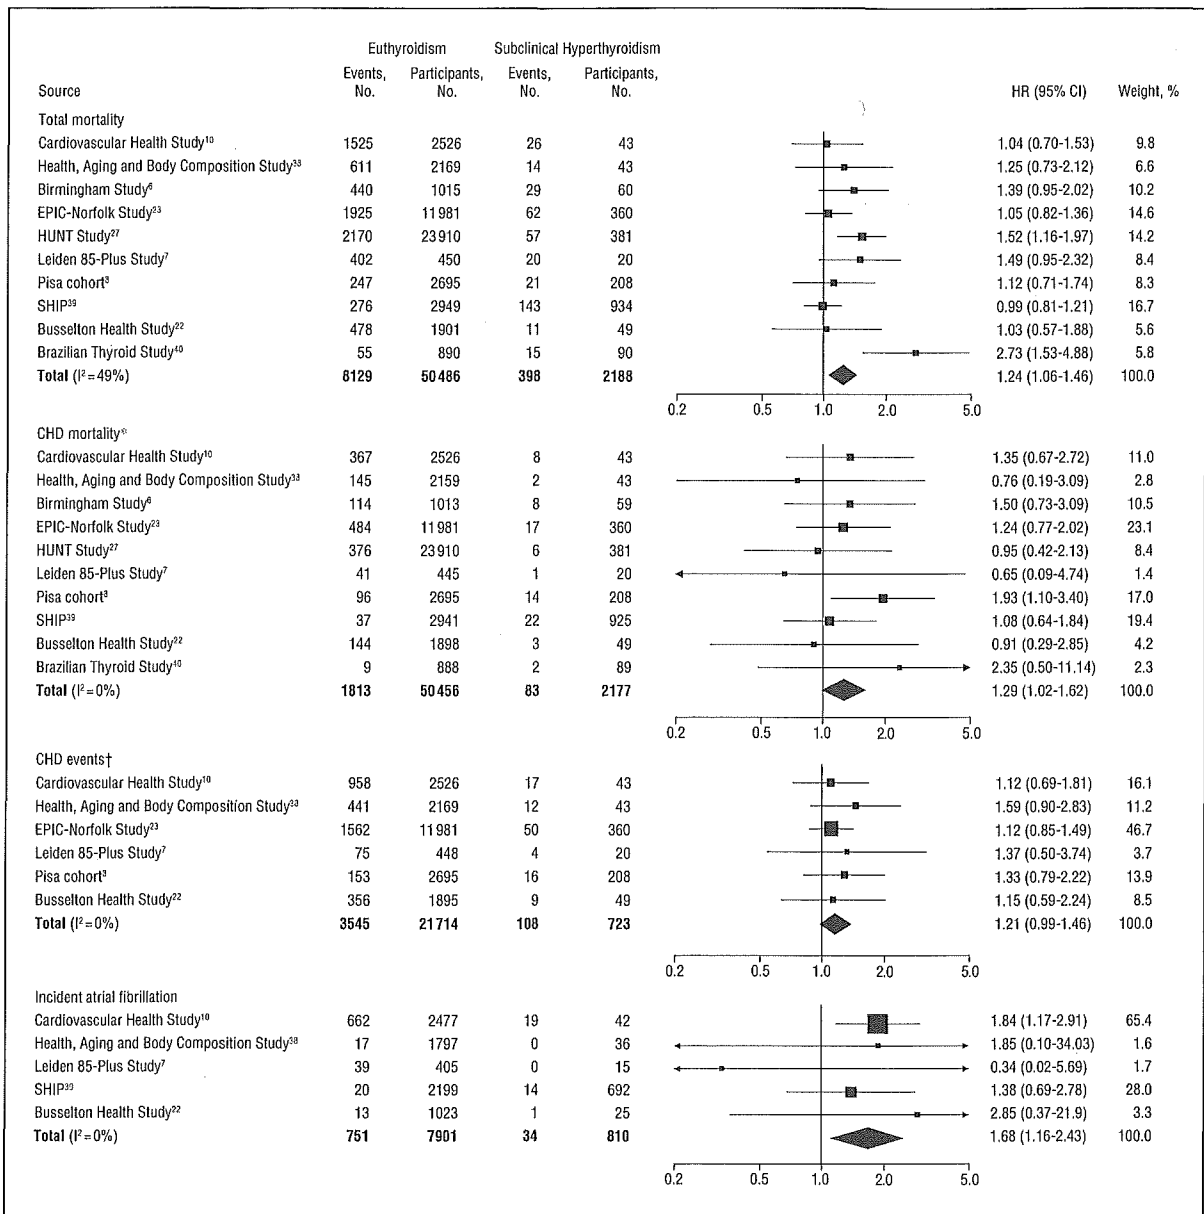 Euthyroidism Subclinical Hyperthyroidism
Source Events, No. Participants, No. Events, No. Participants, No. HR (95% CI) Weight, %
Total mortality
Cardiovascular Health Study¹⁰ 1525 2526 26 43 1.04 (0.70-1.53) 9.8
Health, Aging and Body Composition Study³³ 611 2169 14 43 1.25 (0.73-2.12) 6.6
Birmingham Study⁶ 440 1015 29 60 1.39 (0.95-2.02) 10.2
EPIC-Norfolk Study²³ 1925 11981 62 360 1.05 (0.82-1.36) 14.6
HUNT Study²⁷ 2170 23910 57 381 1.52 (1.16-1.97) 14.2
Leiden 85-Plus Study⁷ 402 450 20 20 1.49 (0.95-2.32) 8.4
Pisa cohort³ 247 2695 21 208 1.12 (0.71-1.74) 8.3
SHIP³⁹ 276 2949 143 934 0.99 (0.81-1.21) 16.7
Busselton Health Study²² 478 1901 11 49 1.03 (0.57-1.88) 5.6
Brazilian Thyroid Study⁴⁰ 55 890 15 90 2.73 (1.53-4.88) 5.8
Total (I²=49%) 8129 50486 398 2188 1.24 (1.06-1.46) 100.0
0.2 0.5 1.0 2.0 5.0
CHD mortality*
Cardiovascular Health Study¹⁰ 367 2526 8 43 1.35 (0.67-2.72) 11.0
Health, Aging and Body Composition Study³³ 145 2159 2 43 0.76 (0.19-3.09) 2.8
Birmingham Study⁶ 114 1013 8 59 1.50 (0.73-3.09) 10.5
EPIC-Norfolk Study²³ 484 11981 17 360 1.24 (0.77-2.02) 23.1
HUNT Study²⁷ 376 23910 6 381 0.95 (0.42-2.13) 8.4
Leiden 85-Plus Study⁷ 41 445 1 20 0.65 (0.09-4.74) 1.4
Pisa cohort³ 96 2695 14 208 1.93 (1.10-3.40) 17.0
SHIP³⁹ 37 2941 22 925 1.08 (0.64-1.84) 19.4
Busselton Health Study²² 144 1898 3 49 0.91 (0.29-2.85) 4.2
Brazilian Thyroid Study⁴⁰ 9 888 2 89 2.35 (0.50-11.14) 2.3
Total (I²=0%) 1813 50456 83 2177 1.29 (1.02-1.62) 100.0
0.2 0.5 1.0 2.0 5.0
CHD events†
Cardiovascular Health Study¹⁰ 958 2526 17 43 1.12 (0.69-1.81) 16.1
Health, Aging and Body Composition Study³³ 441 2169 12 43 1.59 (0.90-2.83) 11.2
EPIC-Norfolk Study²³ 1562 11981 50 360 1.12 (0.85-1.49) 46.7
Leiden 85-Plus Study⁷ 75 448 4 20 1.37 (0.50-3.74) 3.7
Pisa cohort³ 153 2695 16 208 1.33 (0.79-2.22) 13.9
Busselton Health Study²² 356 1895 9 49 1.15 (0.59-2.24) 8.5
Total (I²=0%) 3545 21714 108 723 1.21 (0.99-1.46) 100.0
0.2 0.5 1.0 2.0 5.0
Incident atrial fibrillation
Cardiovascular Health Study¹⁰ 662 2477 19 42 1.84 (1.17-2.91) 65.4
Health, Aging and Body Composition Study³⁸ 17 1797 0 36 1.85 (0.10-34.03) 1.6
Leiden 85-Plus Study⁷ 39 405 0 15 0.34 (0.02-5.69) 1.7
SHIP³⁹ 20 2199 14 692 1.38 (0.69-2.78) 28.0
Busselton Health Study²² 13 1023 1 25 2.85 (0.37-21.9) 3.3
Total (I²=0%) 751 7901 34 810 1.68 (1.16-2.43) 100.0
0.2 0.5 1.0 2.0 5.0